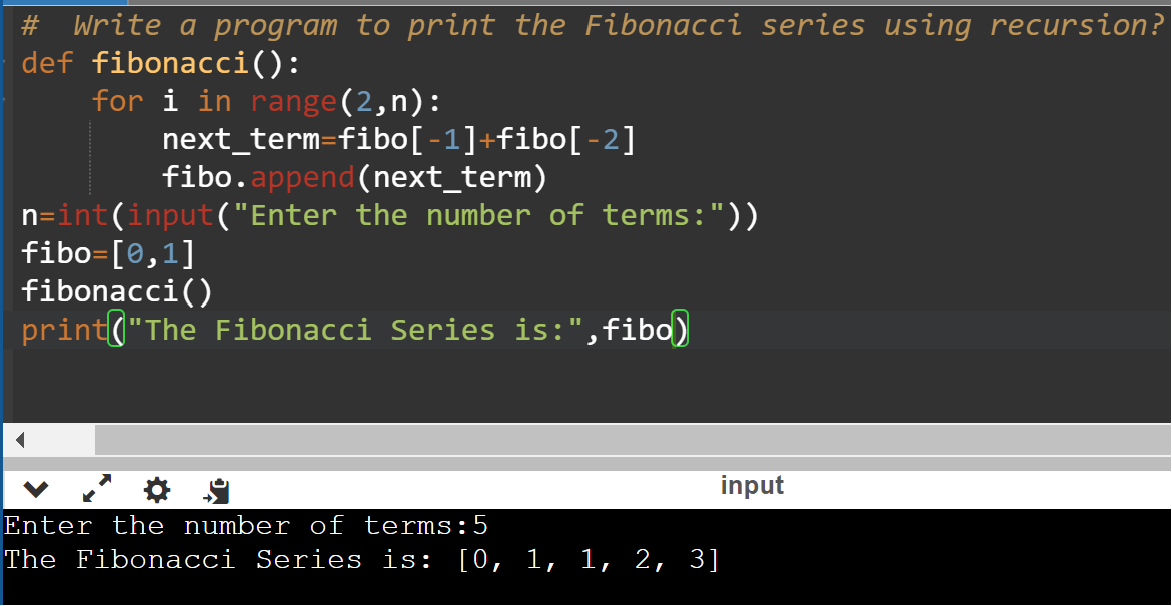 #  Write a program to print the Fibonacci series using recursion?
def fibonacci():
    for i in range(2,n):
        next_term=fibo[-1]+fibo[-2]
        fibo.append(next_term)
n=int(input("Enter the number of terms:"))
fibo=[0,1]
fibonacci()
print("The Fibonacci Series is:",fibo)
input
Enter the number of terms:5
The Fibonacci Series is: [0, 1, 1, 2, 3]